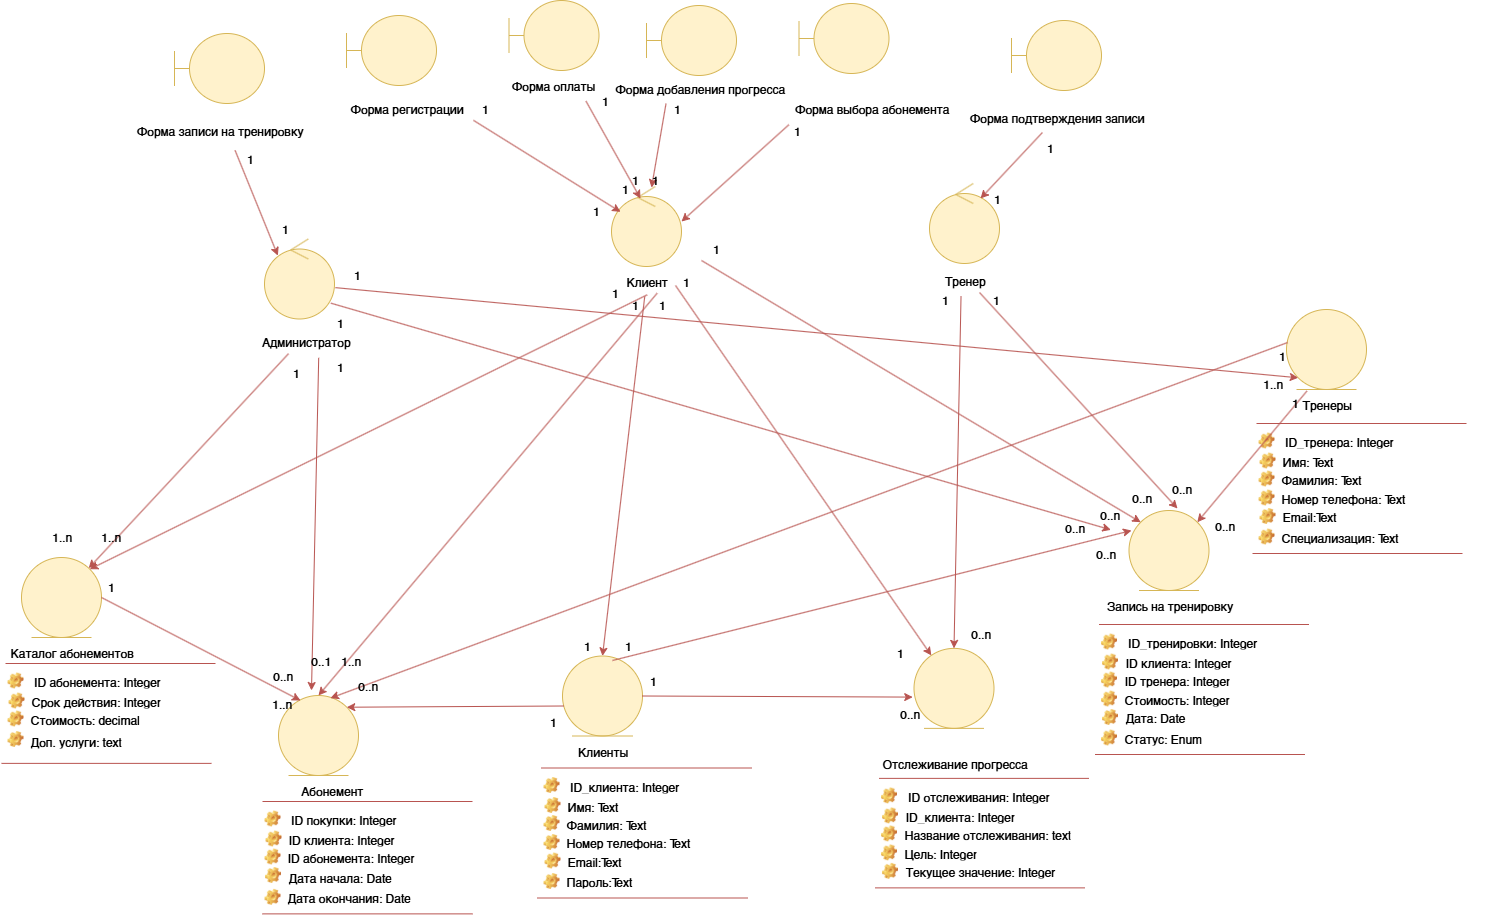 Форма оплаты
Форма добавления прогресса
Форма регистрации
1
1
1
Форма выбора абонемента
Форма записи на тренировку
1
Форма подтверждения записи
1
1
1
1
1
1
1
1
1
1
Клиент
1
Тренер
1
1
1
1
1
1
1
1
Администратор
1
1
1
1..n
1
Тренеры
ID_тренера: Integer
Имя: Text
Фамилия: Text
Номер телефона: Text
Email:Text
Специализация: Text
0..n
0..n
0..n
0..n
0..n
0..n
1..n
1..n
1
Запись на тренировку
ID_тренировки: Integer
ID клиента: Integer
ID тренера: Integer
Стоимость: Integer
Дата: Date
Статус: Enum
Каталог абонементов
ID абонемента: Integer
Срок действия: Integer
Стоимость: decimal
Доп. услуги: text
0..n
0..1
1..n
0..n
1..n
1
1
1
1
1
0..n
0..n
Абонемент
ID покупки: Integer
ID клиента: Integer
ID абонемента: Integer
Дата начала: Date
Дата окончания: Date
Клиенты
ID_клиента: Integer
Имя: Text
Фамилия: Text
Номер телефона: Text
Email:Text
Пароль:Text
Отслеживание прогресса
ID отслеживания: Integer
ID_клиента: Integer
Название отслеживания: text
Цель: Integer
Текущее значение: Integer